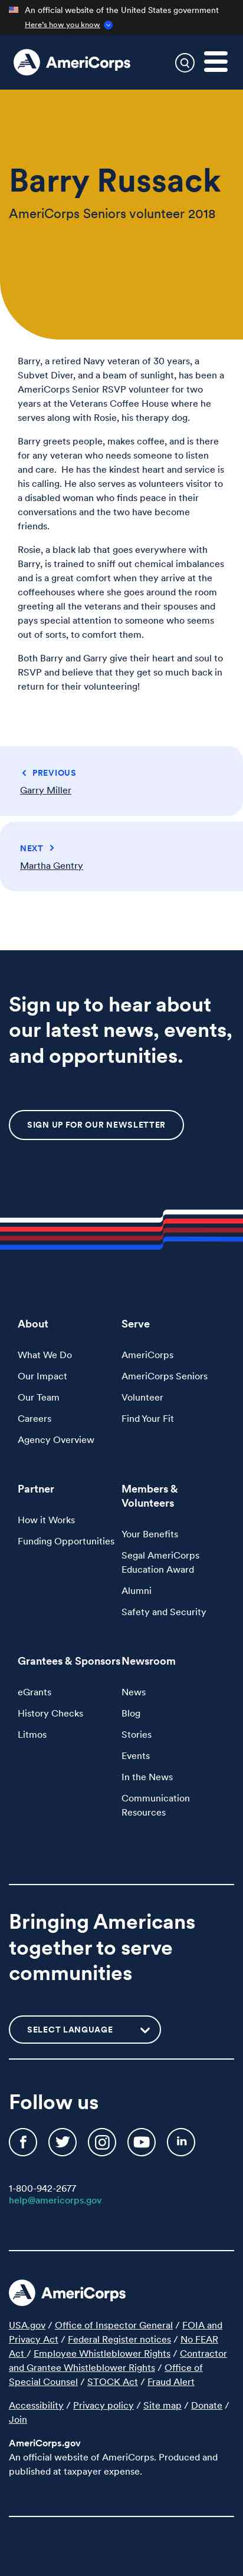 An official website of the United States government
Here's how you know
AmeriCorps
Barry Russack
AmeriCorps Seniors volunteer 2018
Barry, a retired Navy veteran of 30 years, a
Subvet Diver, and a beam of sunlight, has been a
AmeriCorps Senior RSVP volunteer for two
years at the Veterans Coffee House where he
serves along with Rosie, his therapy dog.
Barry greets people, makes coffee, and is there
for any veteran who needs someone to listen
and care.  He has the kindest heart and service is
his calling. He also serves as volunteers visitor to
a disabled woman who finds peace in their
conversations and the two have become
friends.
Rosie, a black lab that goes everywhere with
Barry, is trained to sniff out chemical imbalances
and is a great comfort when they arrive at the
coffeehouses where she goes around the room
greeting all the veterans and their spouses and
pays special attention to someone who seems
out of sorts, to comfort them.
Both Barry and Garry give their heart and soul to
RSVP and believe that they get so much back in
return for their volunteering!
PREVIOUS
Garry Miller
NEXT
Martha Gentry
Sign up to hear about
our latest news, events,
and opportunities.
SIGN UP FOR OUR NEWSLETTER
About
What We Do
Our Impact
Our Team
Careers
Agency Overview
Serve
AmeriCorps
AmeriCorps Seniors
Volunteer
Find Your Fit
Partner
How it Works
Funding Opportunities
Members &
Volunteers
Your Benefits
Segal AmeriCorps
Education Award
Alumni
Safety and Security
Grantees & Sponsors
eGrants
History Checks
Litmos
Newsroom
News
Blog
Stories
Events
In the News
Communication
Resources
Bringing Americans
together to serve
communities
SELECT LANGUAGE
Follow us
1-800-942-2677
help@americorps.gov
AmeriCorps
USA.gov / Office of Inspector General / FOIA and
Privacy Act / Federal Register notices / No FEAR
Act / Employee Whistleblower Rights / Contractor
and Grantee Whistleblower Rights / Office of
Special Counsel / STOCK Act / Fraud Alert
Accessibility / Privacy policy / Site map / Donate /
Join
AmeriCorps.gov
An official website of AmeriCorps. Produced and
published at taxpayer expense.